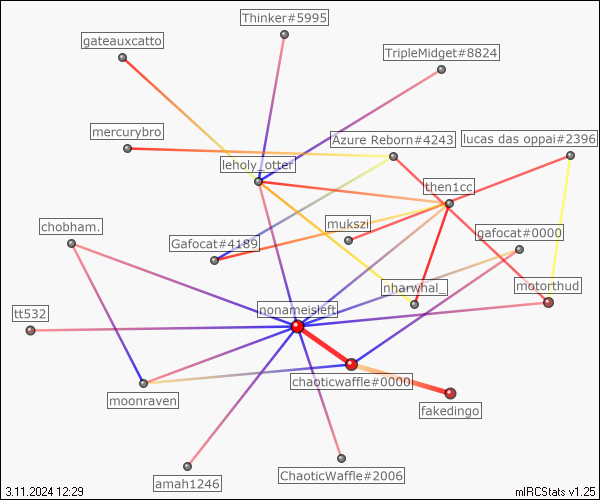 Thinker#5995
gateauxcatto
TripleMidget#8824
mercurybro
Azure Reborn#4243
lucas das oppai#2396
leholy_otter
then1cc
mukszi
chobham.
gafocat#0000
Gafocat#4189
nharwhal_
motorthud
nonameisleft
tt532
chaoticwaffle#0000
moonraven
fakedingo
amah1246
ChaoticWaffle#2006
3.11.2024 12:29
mIRCStats v1.25